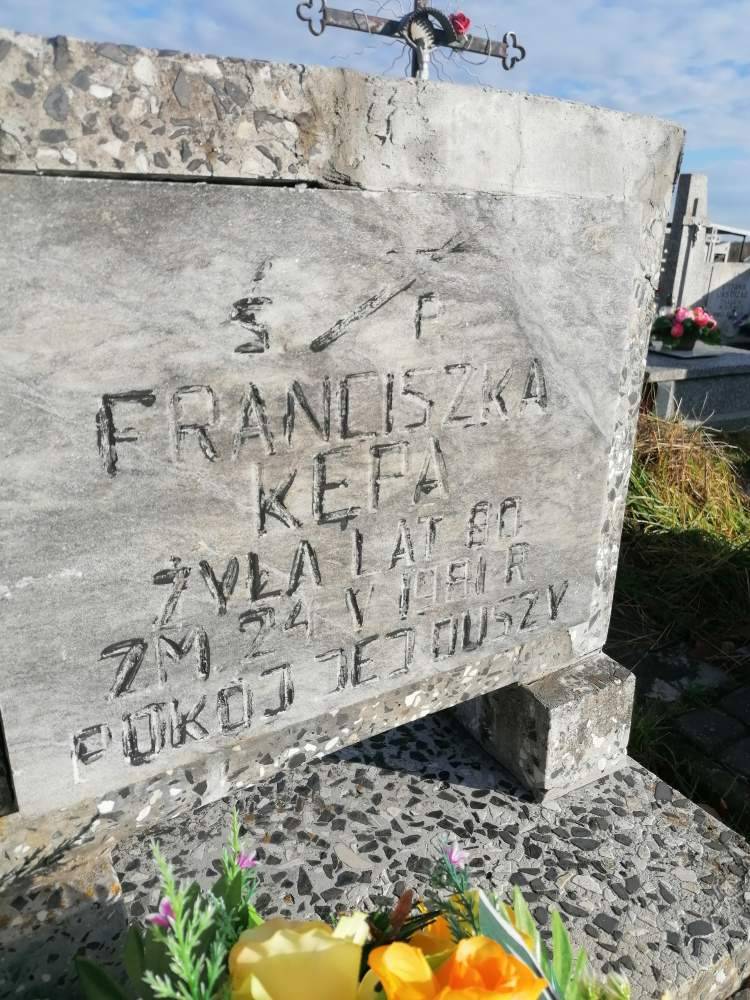 Ś P
FRANCISZKA
KĘPA
ŻYŁA LAT 80
ZM 24 V 1981 R
POKÓJ JEJ DUSZY